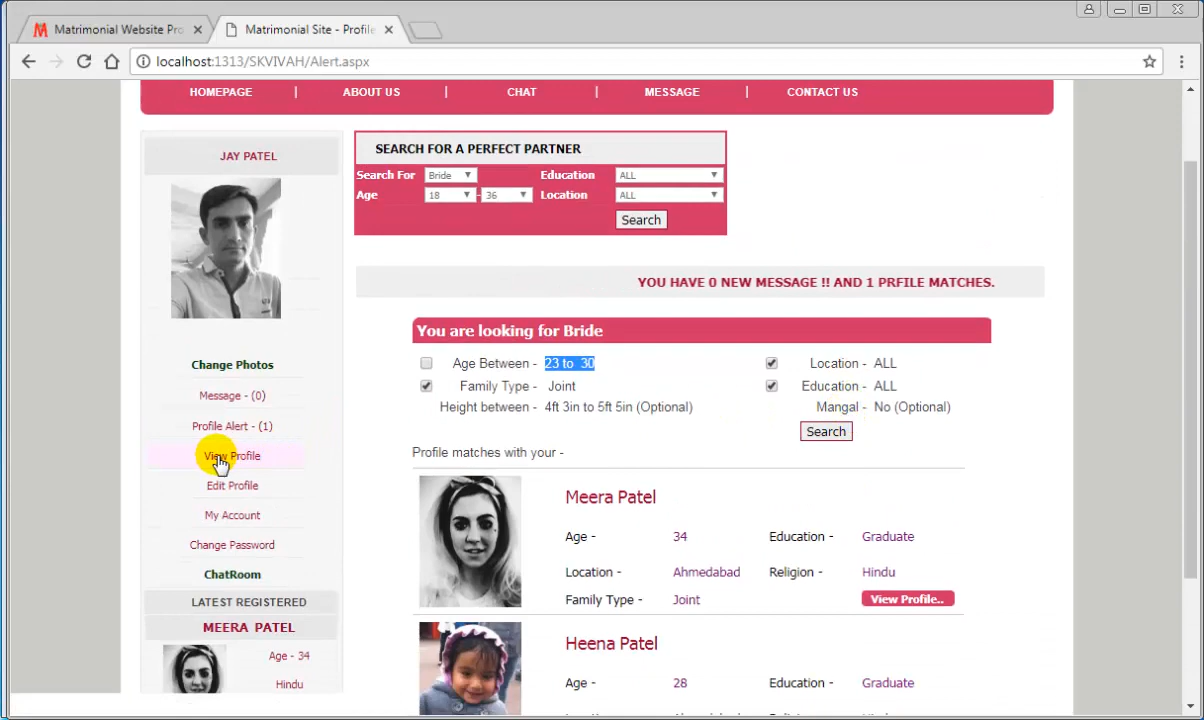 Matrimonial Website Pro
Matrimonial Site - Profile
localhost:1313/SKVIVAH/Alert.aspx
HOMEPAGE | ABOUT US | CHAT | MESSAGE | CONTACT US
JAY PATEL
Change Photos
Message - (0)
Profile Alert - (1)
View Profile
Edit Profile
My Account
Change Password
ChatRoom
LATEST REGISTERED
MEERA PATEL
Age - 34
Hindu
SEARCH FOR A PERFECT PARTNER
Search For Bride Education ALL
Age 18 - 36 Location ALL
Search
YOU HAVE 0 NEW MESSAGE !! AND 1 PRFILE MATCHES.
You are looking for Bride
Age Between - 23 to 30 Location - ALL
Family Type - Joint Education - ALL
Height between - 4ft 3in to 5ft 5in (Optional) Mangal - No (Optional)
Search
Profile matches with your -
Meera Patel
Age - 34 Education - Graduate
Location - Ahmedabad Religion - Hindu
Family Type - Joint View Profile..
Heena Patel
Age - 28 Education - Graduate